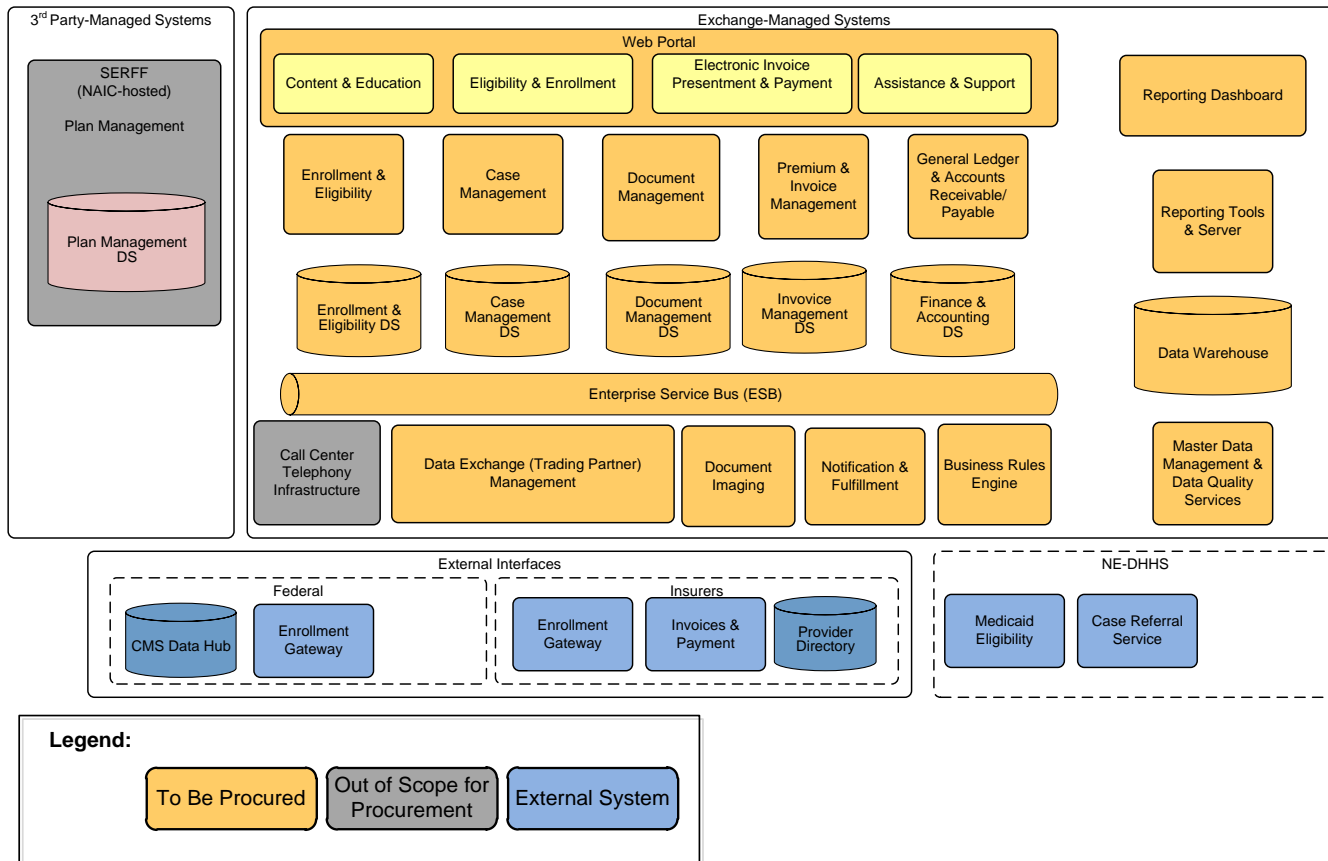 3rd Party-Managed Systems
SERFF
(NAIC-hosted)
Plan Management
Plan Management
DS
Exchange-Managed Systems
Web Portal
Content & Education
Eligibility & Enrollment
Electronic Invoice
Presentment & Payment
Assistance & Support
Reporting Dashboard
Enrollment &
Eligibility
Case
Management
Document
Management
Premium &
Invoice
Management
General Ledger
& Accounts
Receivable/
Payable
Reporting Tools
& Server
Enrollment &
Eligibility DS
Case
Management
DS
Document
Management
DS
Invovice
Management
DS
Finance &
Accounting
DS
Data Warehouse
Enterprise Service Bus (ESB)
Call Center
Telephony
Infrastructure
Data Exchange (Trading Partner)
Management
Document
Imaging
Notification &
Fulfillment
Business Rules
Engine
Master Data
Management &
Data Quality
Services
External Interfaces
Federal
CMS Data Hub
Enrollment
Gateway
Insurers
Enrollment
Gateway
Invoices &
Payment
Provider
Directory
NE-DHHS
Medicaid
Eligibility
Case Referral
Service
Legend:
To Be Procured
Out of Scope for
Procurement
External System